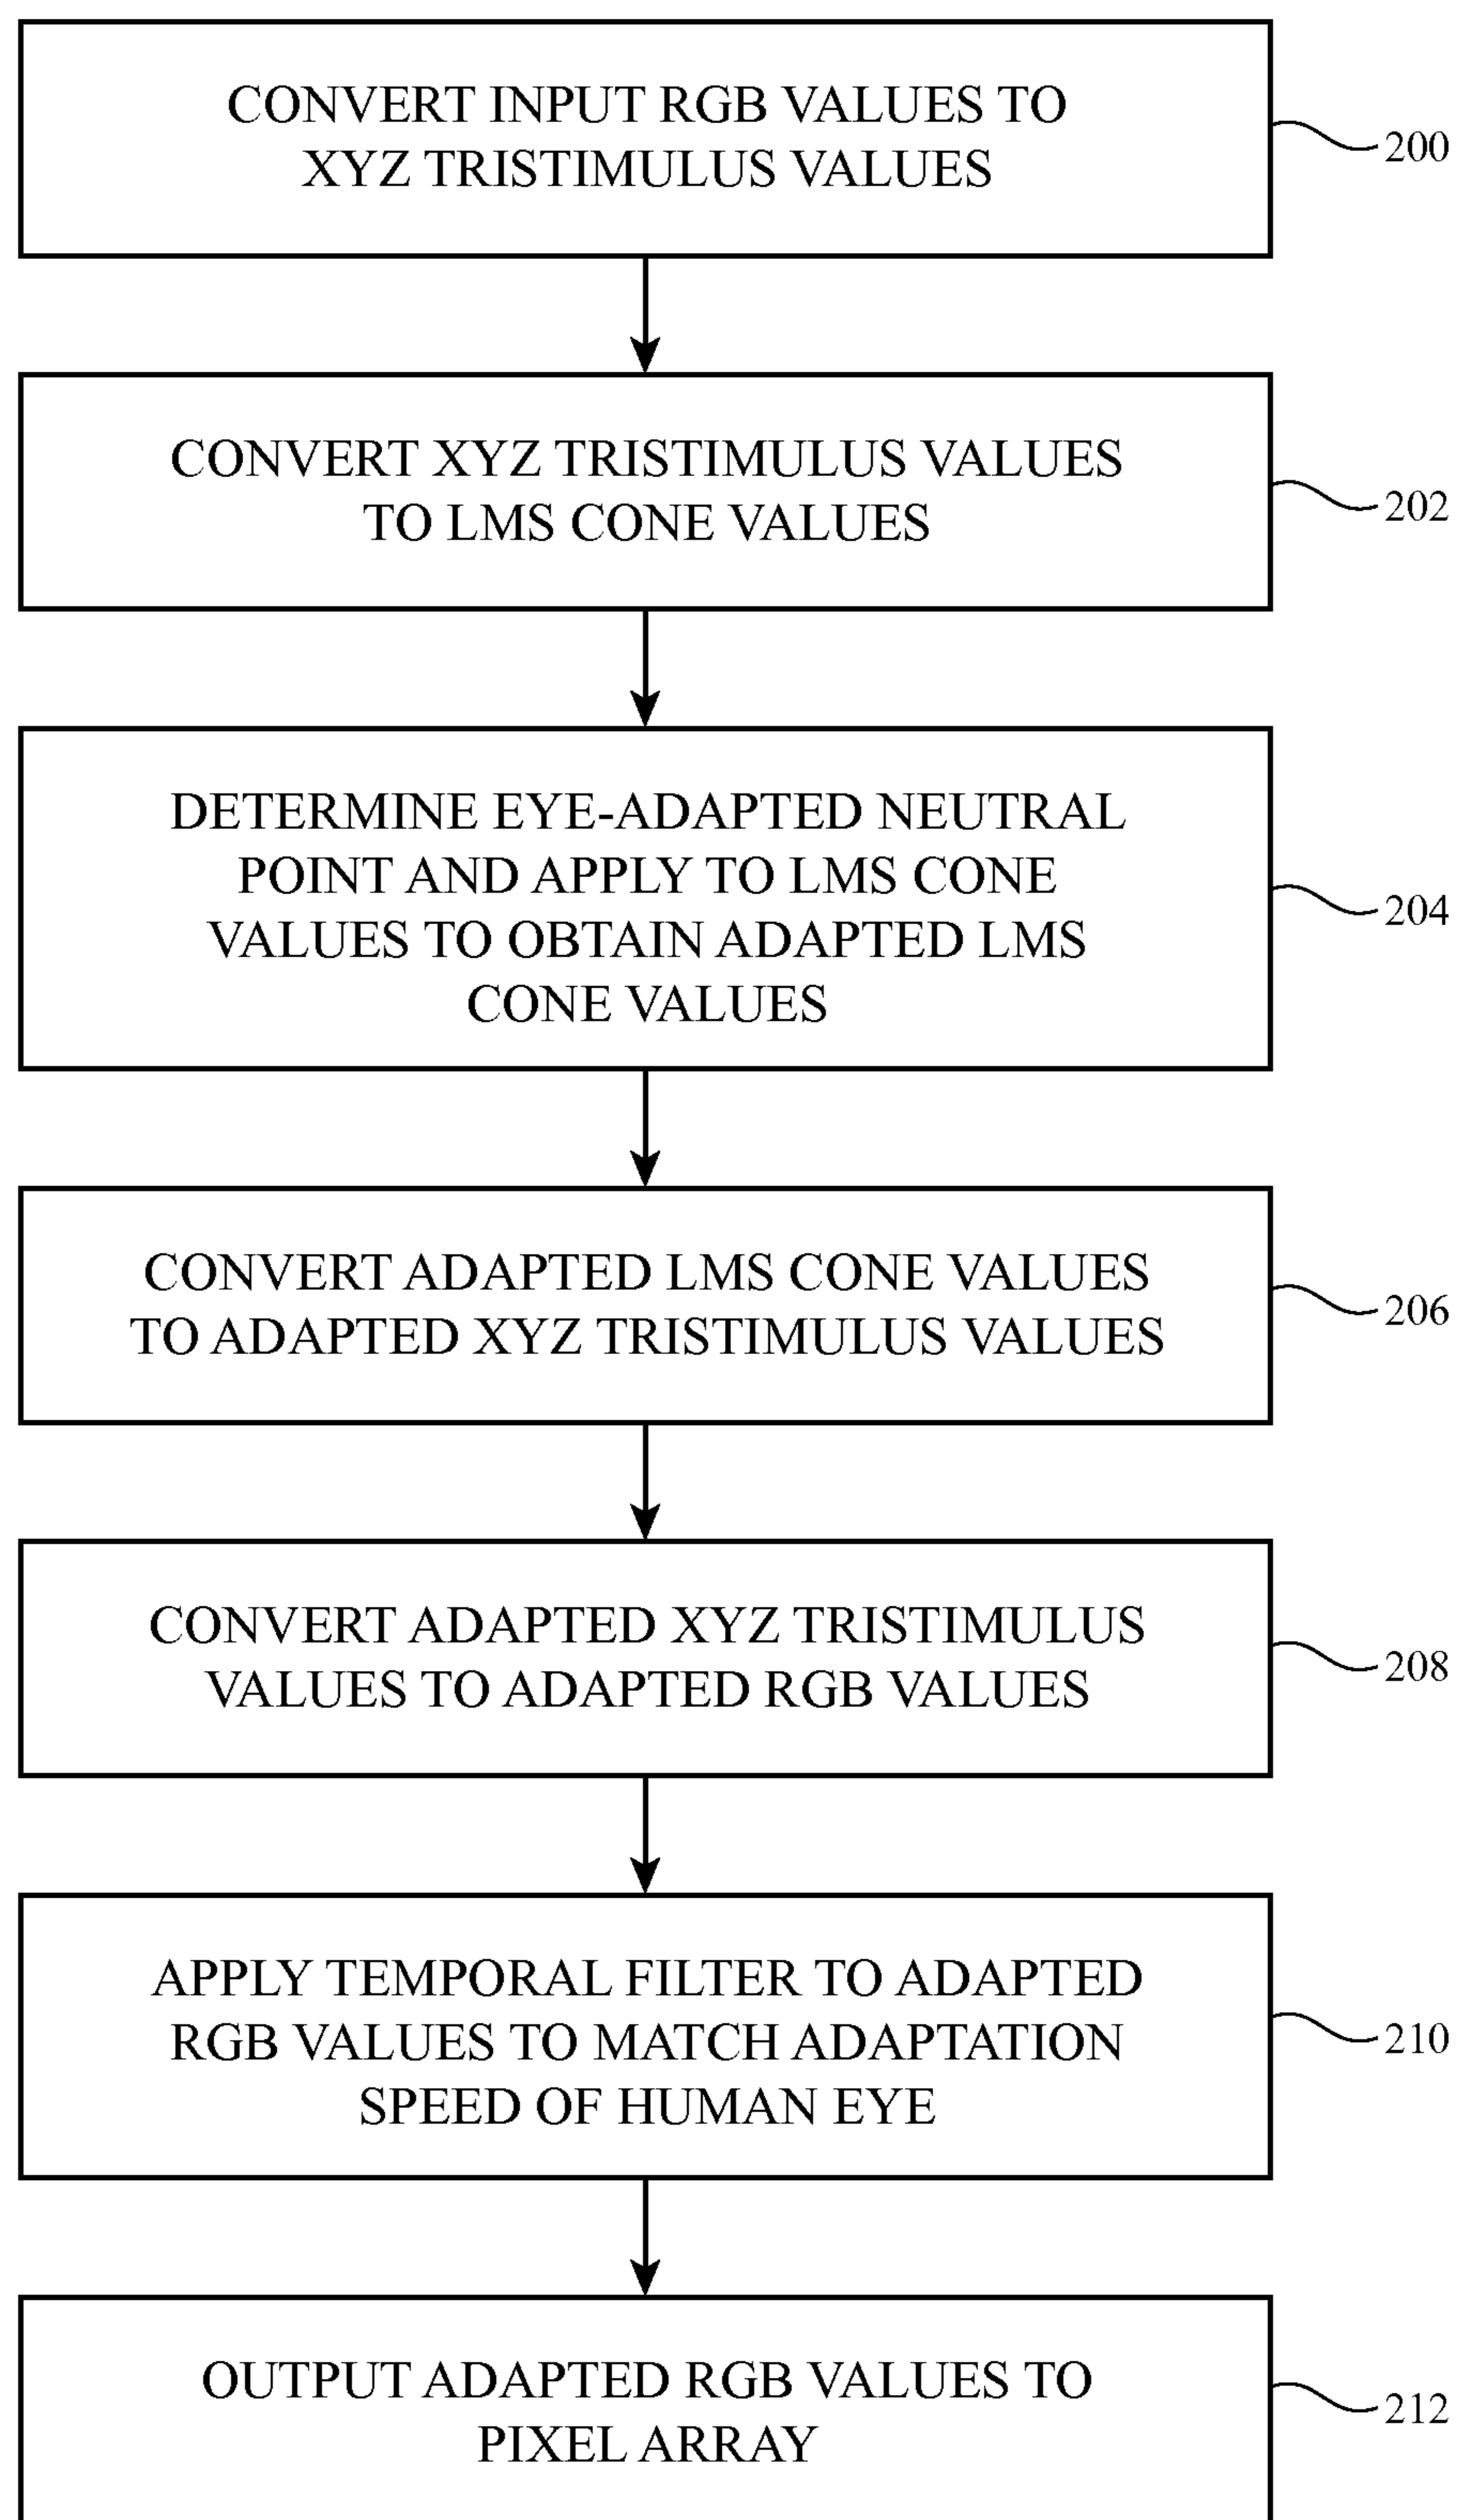 CONVERT INPUT RGB VALUES TO
XYZ TRISTIMULUS VALUES
200
CONVERT XYZ TRISTIMULUS VALUES
TO LMS CONE VALUES
202
DETERMINE EYE-ADAPTED NEUTRAL
POINT AND APPLY TO LMS CONE
VALUES TO OBTAIN ADAPTED LMS
CONE VALUES
204
CONVERT ADAPTED LMS CONE VALUES
TO ADAPTED XYZ TRISTIMULUS VALUES
206
CONVERT ADAPTED XYZ TRISTIMULUS
VALUES TO ADAPTED RGB VALUES
208
APPLY TEMPORAL FILTER TO ADAPTED
RGB VALUES TO MATCH ADAPTATION
SPEED OF HUMAN EYE
210
OUTPUT ADAPTED RGB VALUES TO
PIXEL ARRAY
212